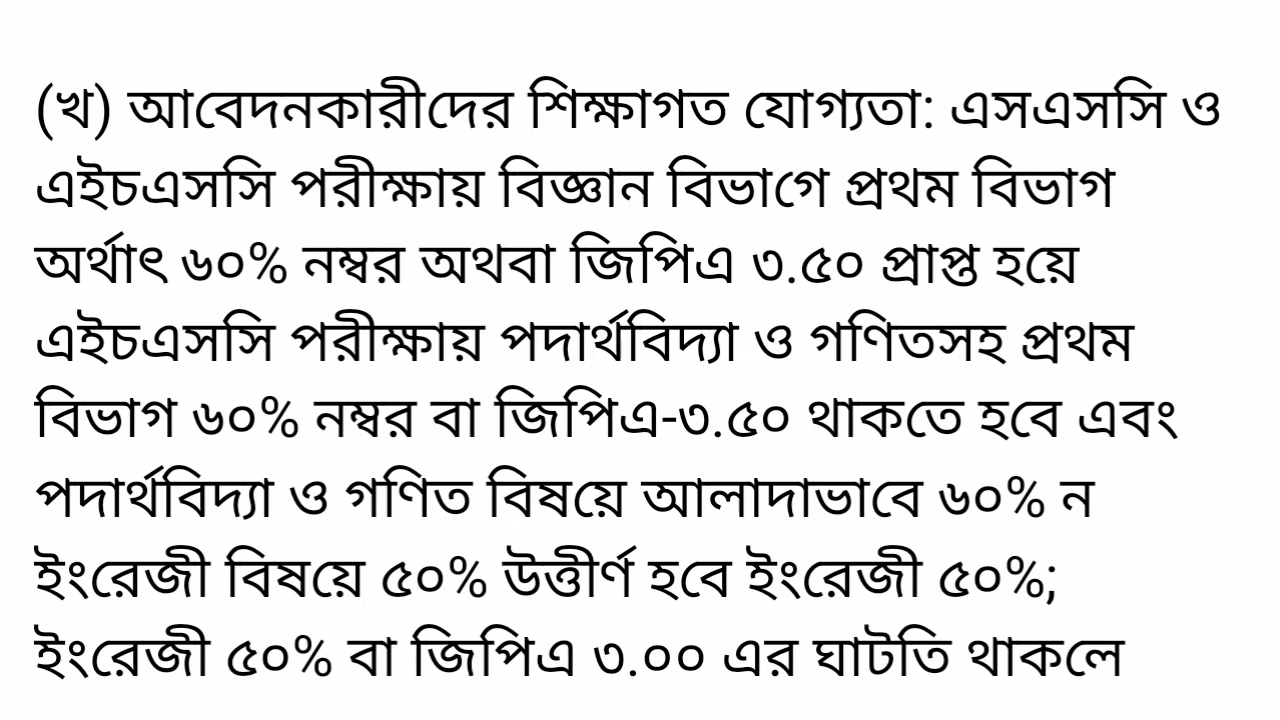 (খ) আবেদনকারীদের শিক্ষাগত যোগ্যতা: এসএসসি ও
এইচএসসি পরীক্ষায় বিজ্ঞান বিভাগে প্রথম বিভাগ
অর্থাৎ ৬০% নম্বর অথবা জিপিএ ৩.৫০ প্রাপ্ত হয়ে
এইচএসসি পরীক্ষায় পদার্থবিদ্যা ও গণিতসহ প্রথম
বিভাগ ৬০% নম্বর বা জিপিএ-৩.৫০ থাকতে হবে এবং
পদার্থবিদ্যা ও গণিত বিষয়ে আলাদাভাবে ৬০% ন
ইংরেজী বিষয়ে ৫০% উত্তীর্ণ হবে ইংরেজী ৫০%;
ইংরেজী ৫০% বা জিপিএ ৩.০০ এর ঘাটতি থাকলে